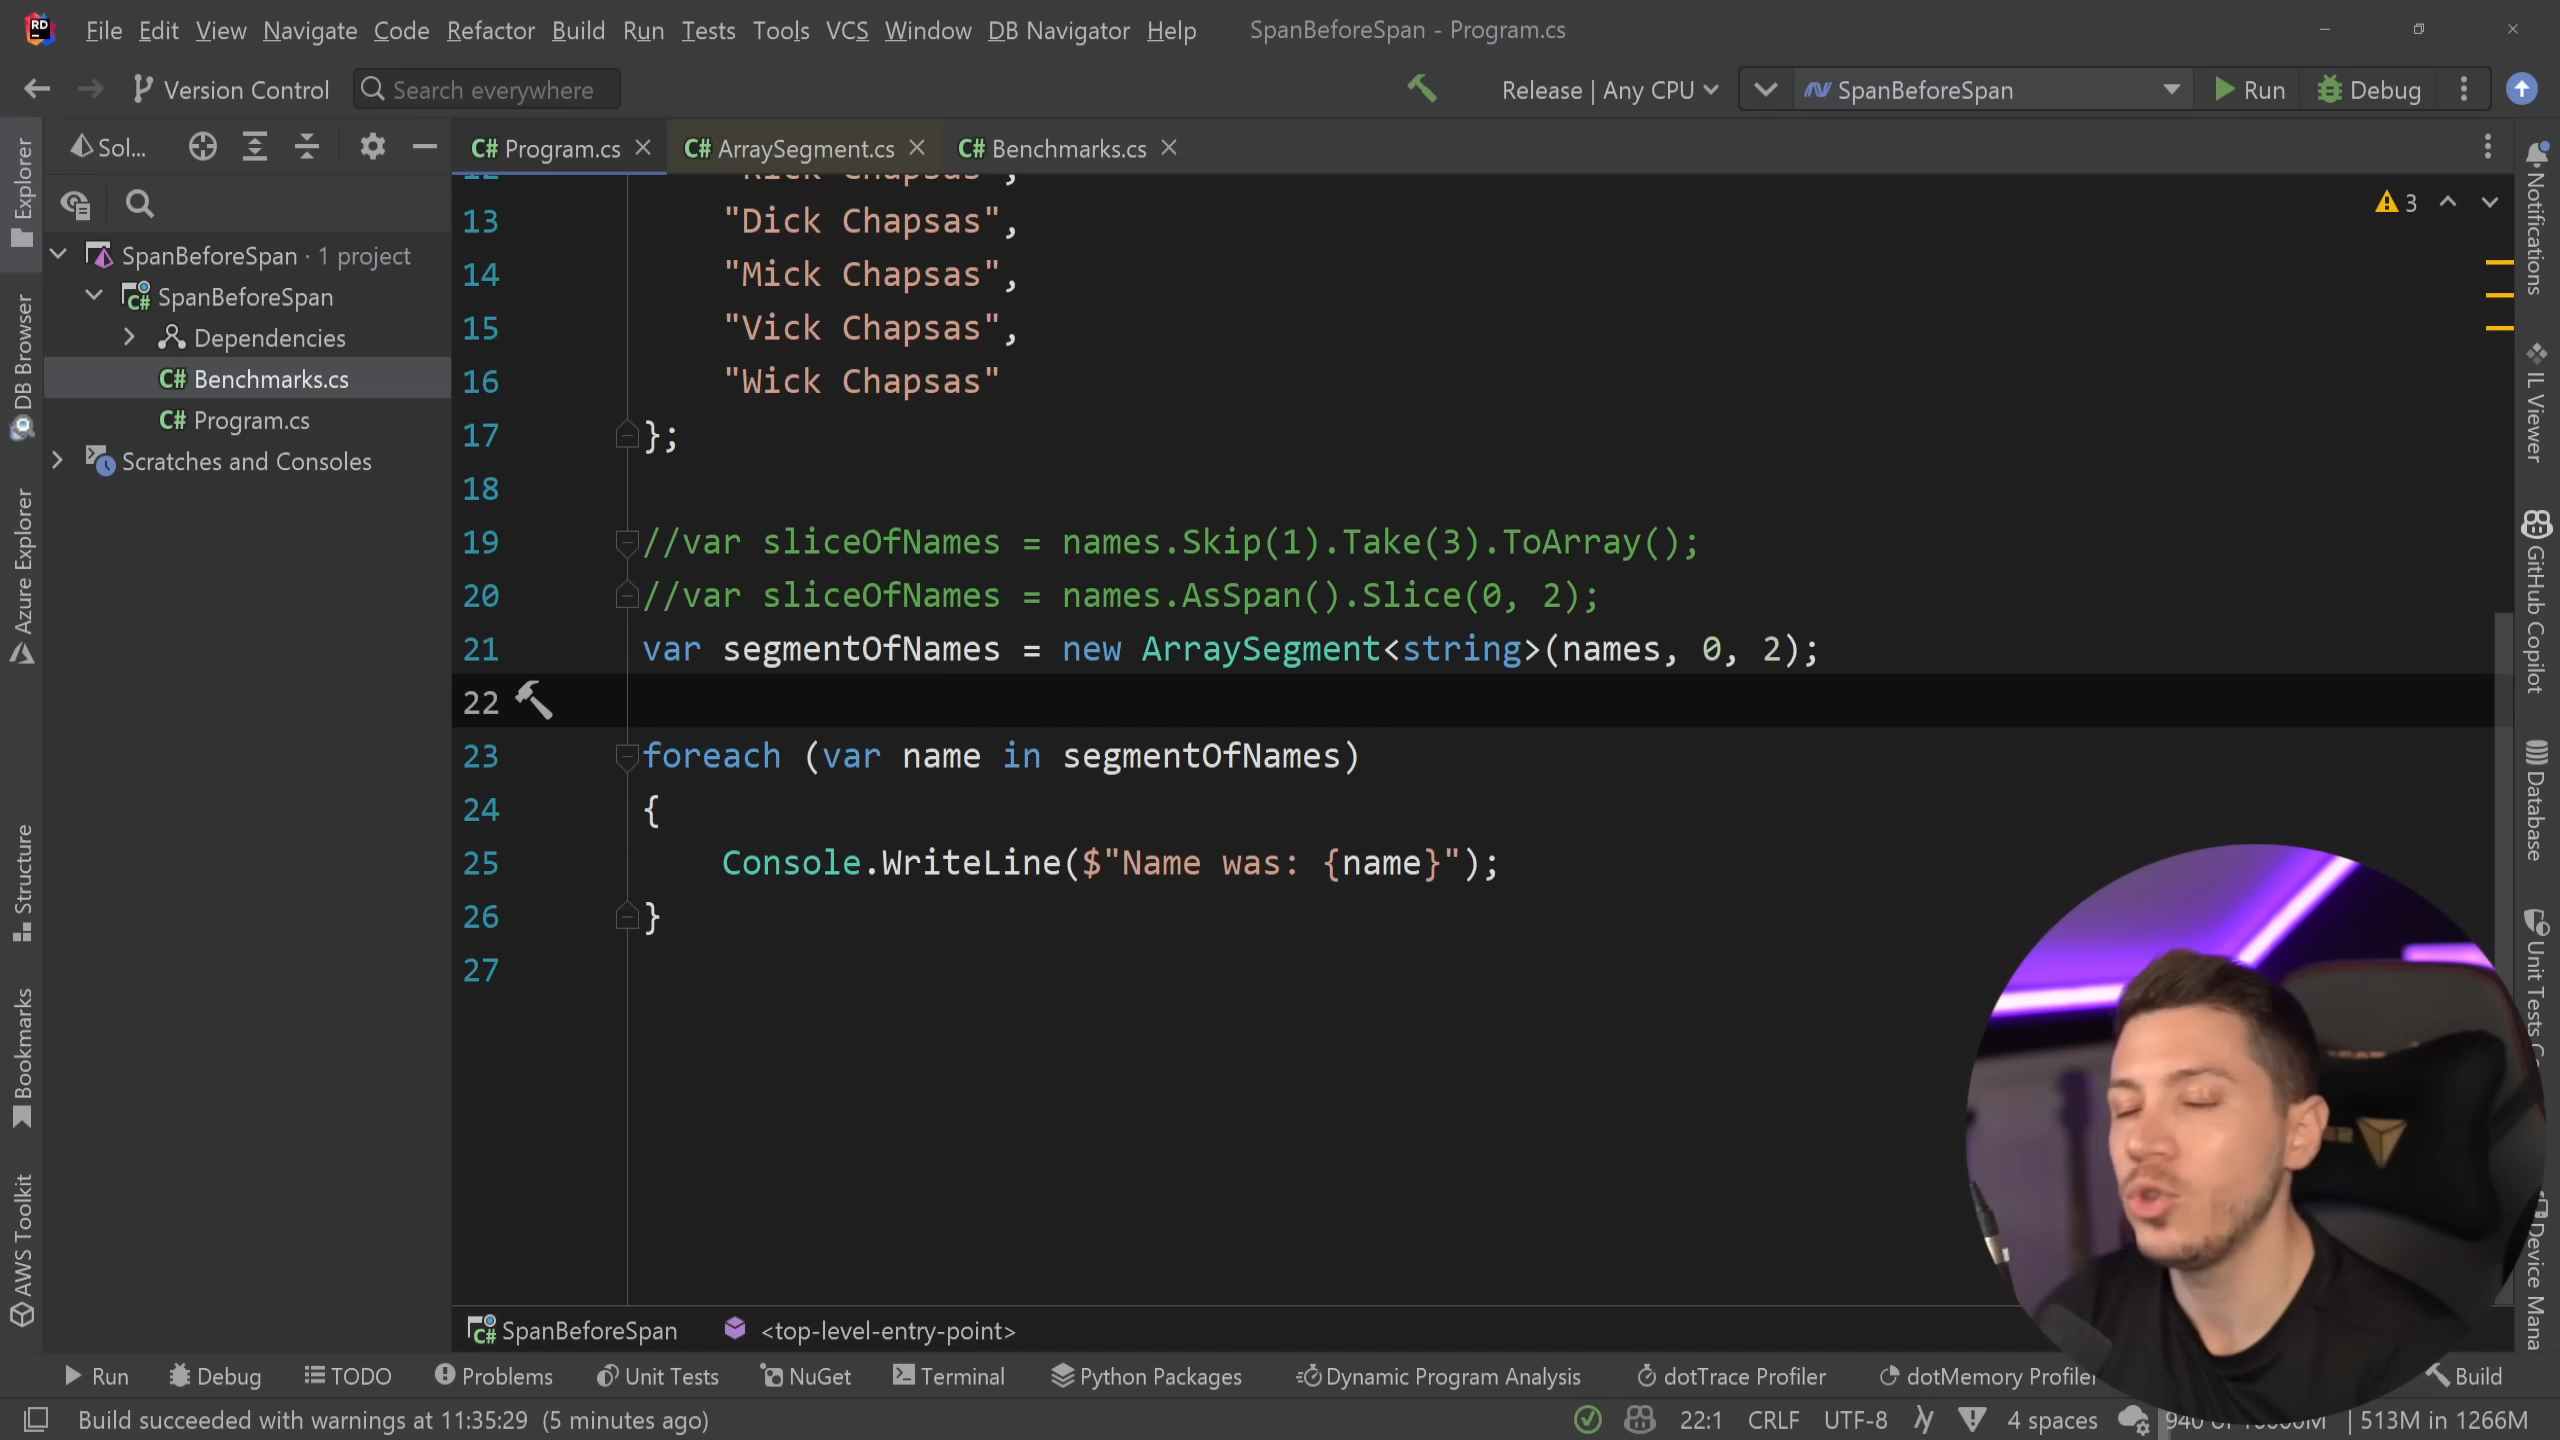 File Edit View Navigate Code Refactor Build Run Tests Tools VCS Window DB Navigator Help SpanBeforeSpan - Program.cs
Version Control Search everywhere Release | Any CPU SpanBeforeSpan Run Debug
Sol... C# Program.cs C# ArraySegment.cs C# Benchmarks.cs
SpanBeforeSpan · 1 project
SpanBeforeSpan
Dependencies
C# Benchmarks.cs
C# Program.cs
Scratches and Consoles
Explorer
DB Browser
Azure Explorer
Structure
Bookmarks
AWS Toolkit
3
13 "Dick Chapsas",
14 "Mick Chapsas",
15 "Vick Chapsas",
16 "Wick Chapsas"
17 };
18
19 //var sliceOfNames = names.Skip(1).Take(3).ToArray();
20 //var sliceOfNames = names.AsSpan().Slice(0, 2);
21 var segmentOfNames = new ArraySegment<string>(names, 0, 2);
22
23 foreach (var name in segmentOfNames)
24 {
25 Console.WriteLine($"Name was: {name}");
26 }
27
Notifications
IL Viewer
GitHub Copilot
Database
Unit Tests C
Device Mana
SpanBeforeSpan <top-level-entry-point>
Run Debug TODO Problems Unit Tests NuGet Terminal Python Packages Dynamic Program Analysis dotTrace Profiler dotMemory Profiler Build
Build succeeded with warnings at 11:35:29 (5 minutes ago) 22:1 CRLF UTF-8 4 spaces 513M in 1266M